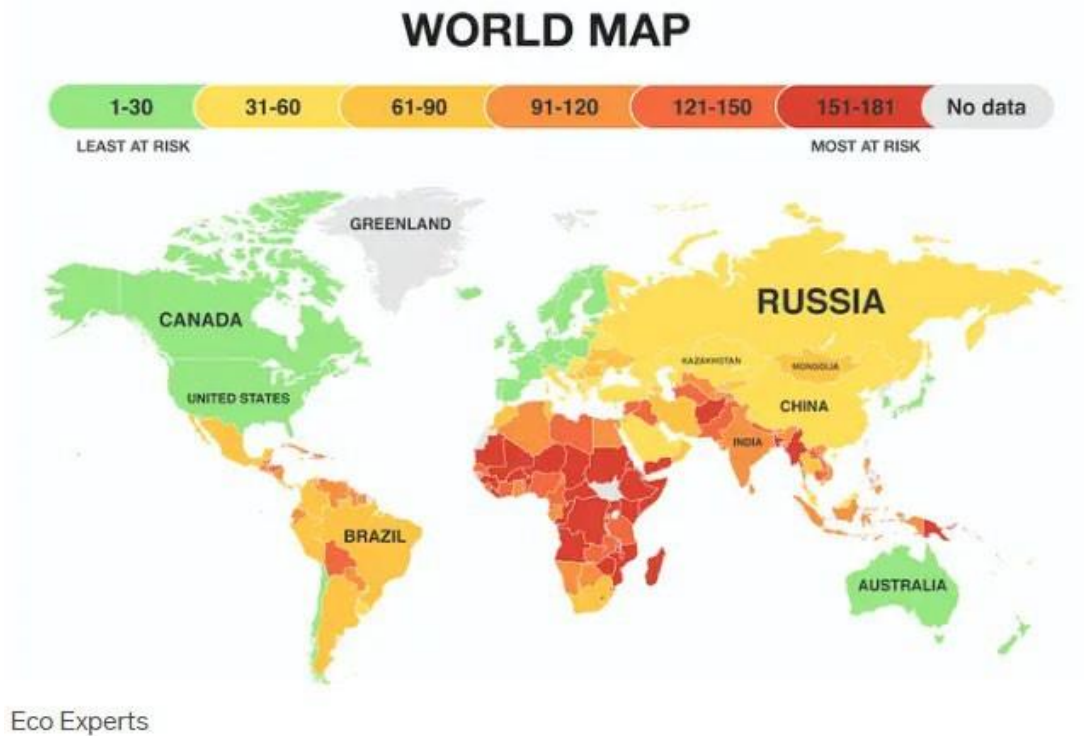 WORLD MAP
1-30 31-60 61-90 91-120 121-150 151-181 No data
LEAST AT RISK MOST AT RISK
GREENLAND
CANADA
RUSSIA
KAZAKHSTAN
MONGOLIA
UNITED STATES
CHINA
INDIA
BRAZIL
AUSTRALIA
Eco Experts